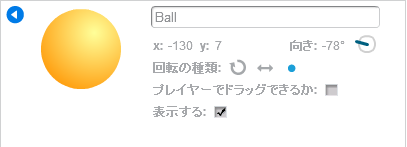 Ball
x: -130 y: 7 向き: -78°
回転の種類:
プレイヤーでドラッグできるか:
表示する: